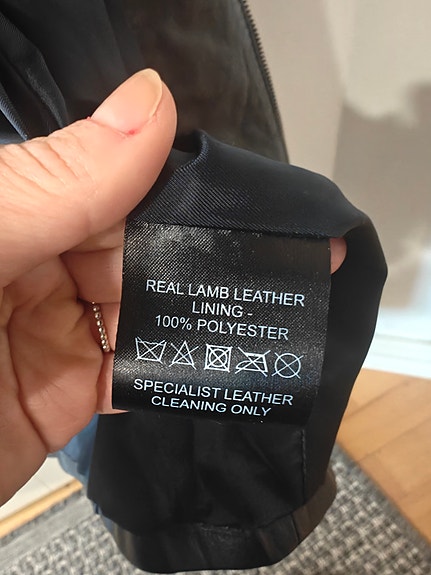 REAL LAMB LEATHER
LINING -
100% POLYESTER
SPECIALIST LEATHER
CLEANING ONLY